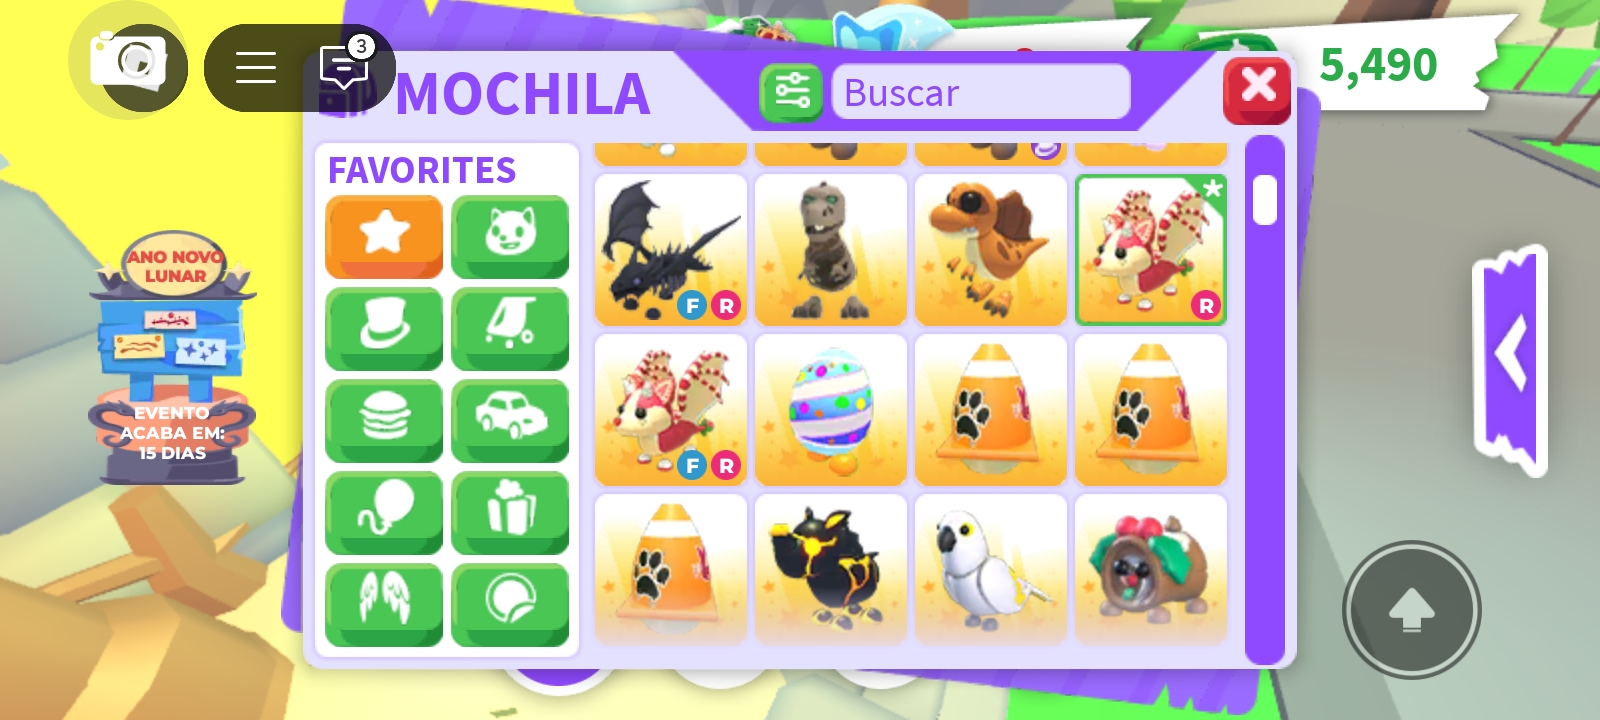 3
MOCHILA
Buscar
5,490
FAVORITES
ANO NOVO
LUNAR
EVENTO
ACABA EM:
15 DIAS
F R
R
F R